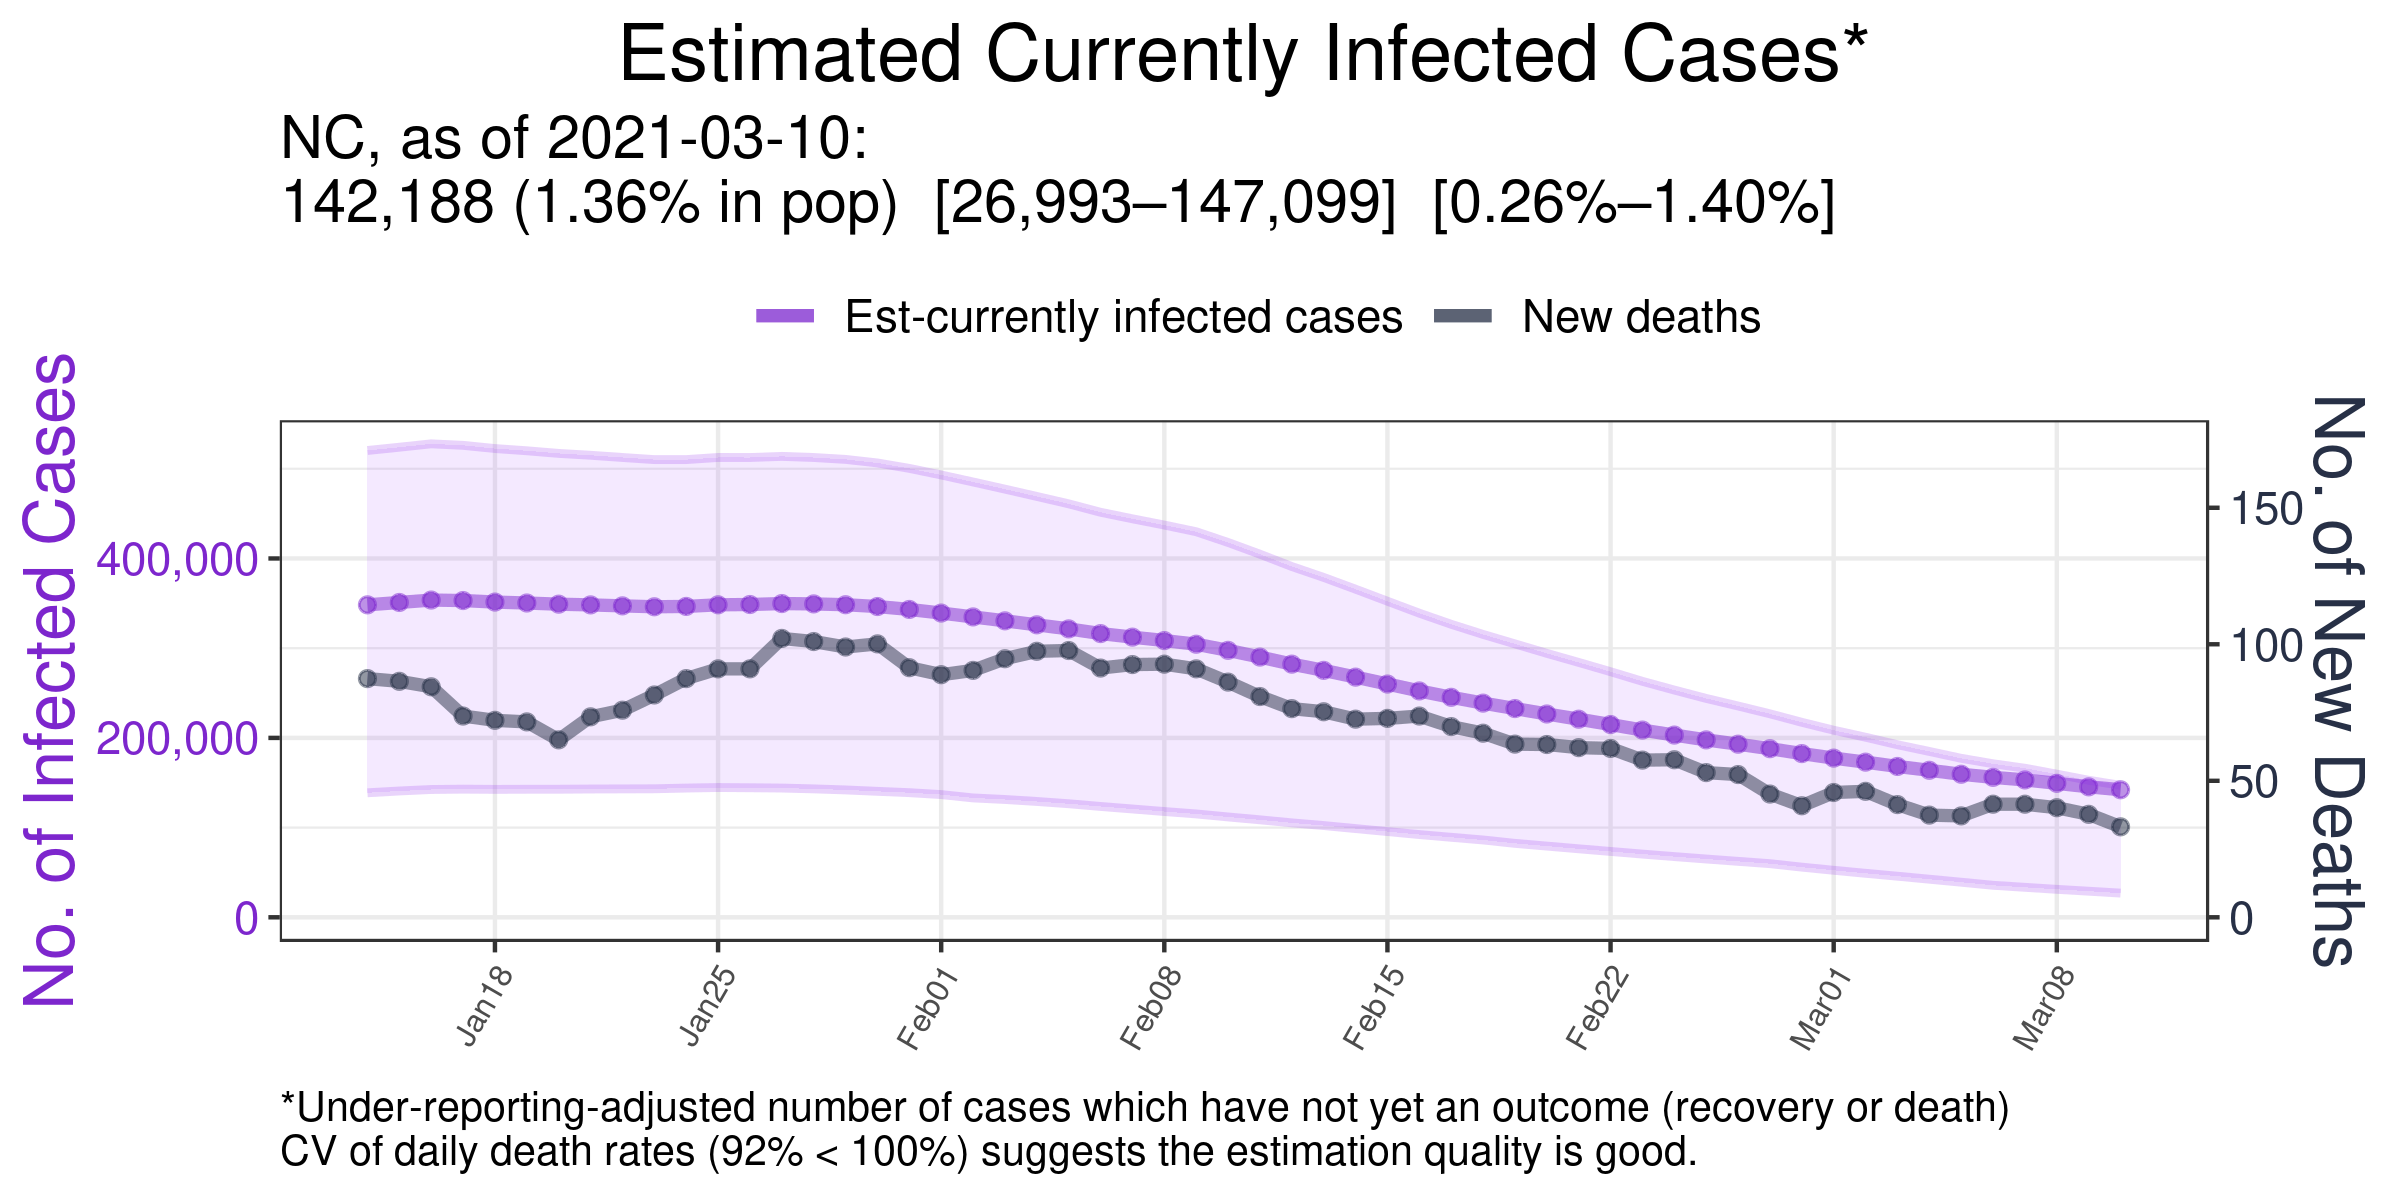 Estimated Currently Infected Cases*
NC, as of 2021-03-10:
142,188 (1.36% in pop) [26,993–147,099] [0.26%–1.40%]
Est-currently infected cases
New deaths
No. of Infected Cases
400,000
200,000
0
150
100
50
0
No. of New Deaths
Jan18
Jan25
Feb01
Feb08
Feb15
Feb22
Mar01
Mar08
*Under-reporting-adjusted number of cases which have not yet an outcome (recovery or death)
CV of daily death rates (92% < 100%) suggests the estimation quality is good.